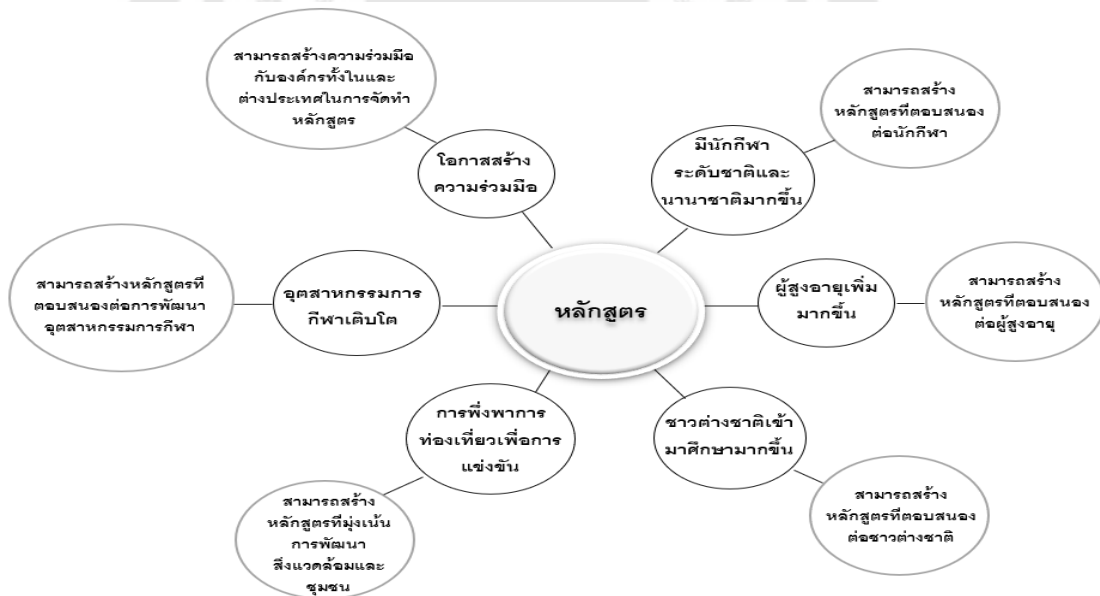 สามารถสร้างความร่วมมือ
กับองค์กรทั้งในและ
ต่างประเทศในการจัดทำ
หลักสูตร
โอกาสสร้าง
ความร่วมมือ
มีนักกีฬา
ระดับชาติและ
นานาชาติมากขึ้น
สามารถสร้าง
หลักสูตรที่ตอบสนอง
ต่อนักกีฬา
สามารถสร้างหลักสูตรที่
ตอบสนองต่อการพัฒนา
อุตสาหกรรมการกีฬา
อุตสาหกรรมการ
กีฬาเติบโต
หลักสูตร
ผู้สูงอายุเพิ่ม
มากขึ้น
สามารถสร้าง
หลักสูตรที่ตอบสนอง
ต่อผู้สูงอายุ
การพึ่งพาการ
ท่องเที่ยวเพื่อการ
แข่งขัน
ชาวต่างชาติเข้า
มาศึกษามากขึ้น
สามารถสร้าง
หลักสูตรที่มุ่งเน้น
การพัฒนา
สิ่งแวดล้อมและ
ชุมชน
สามารถสร้าง
หลักสูตรที่ตอบสนอง
ต่อชาวต่างชาติ